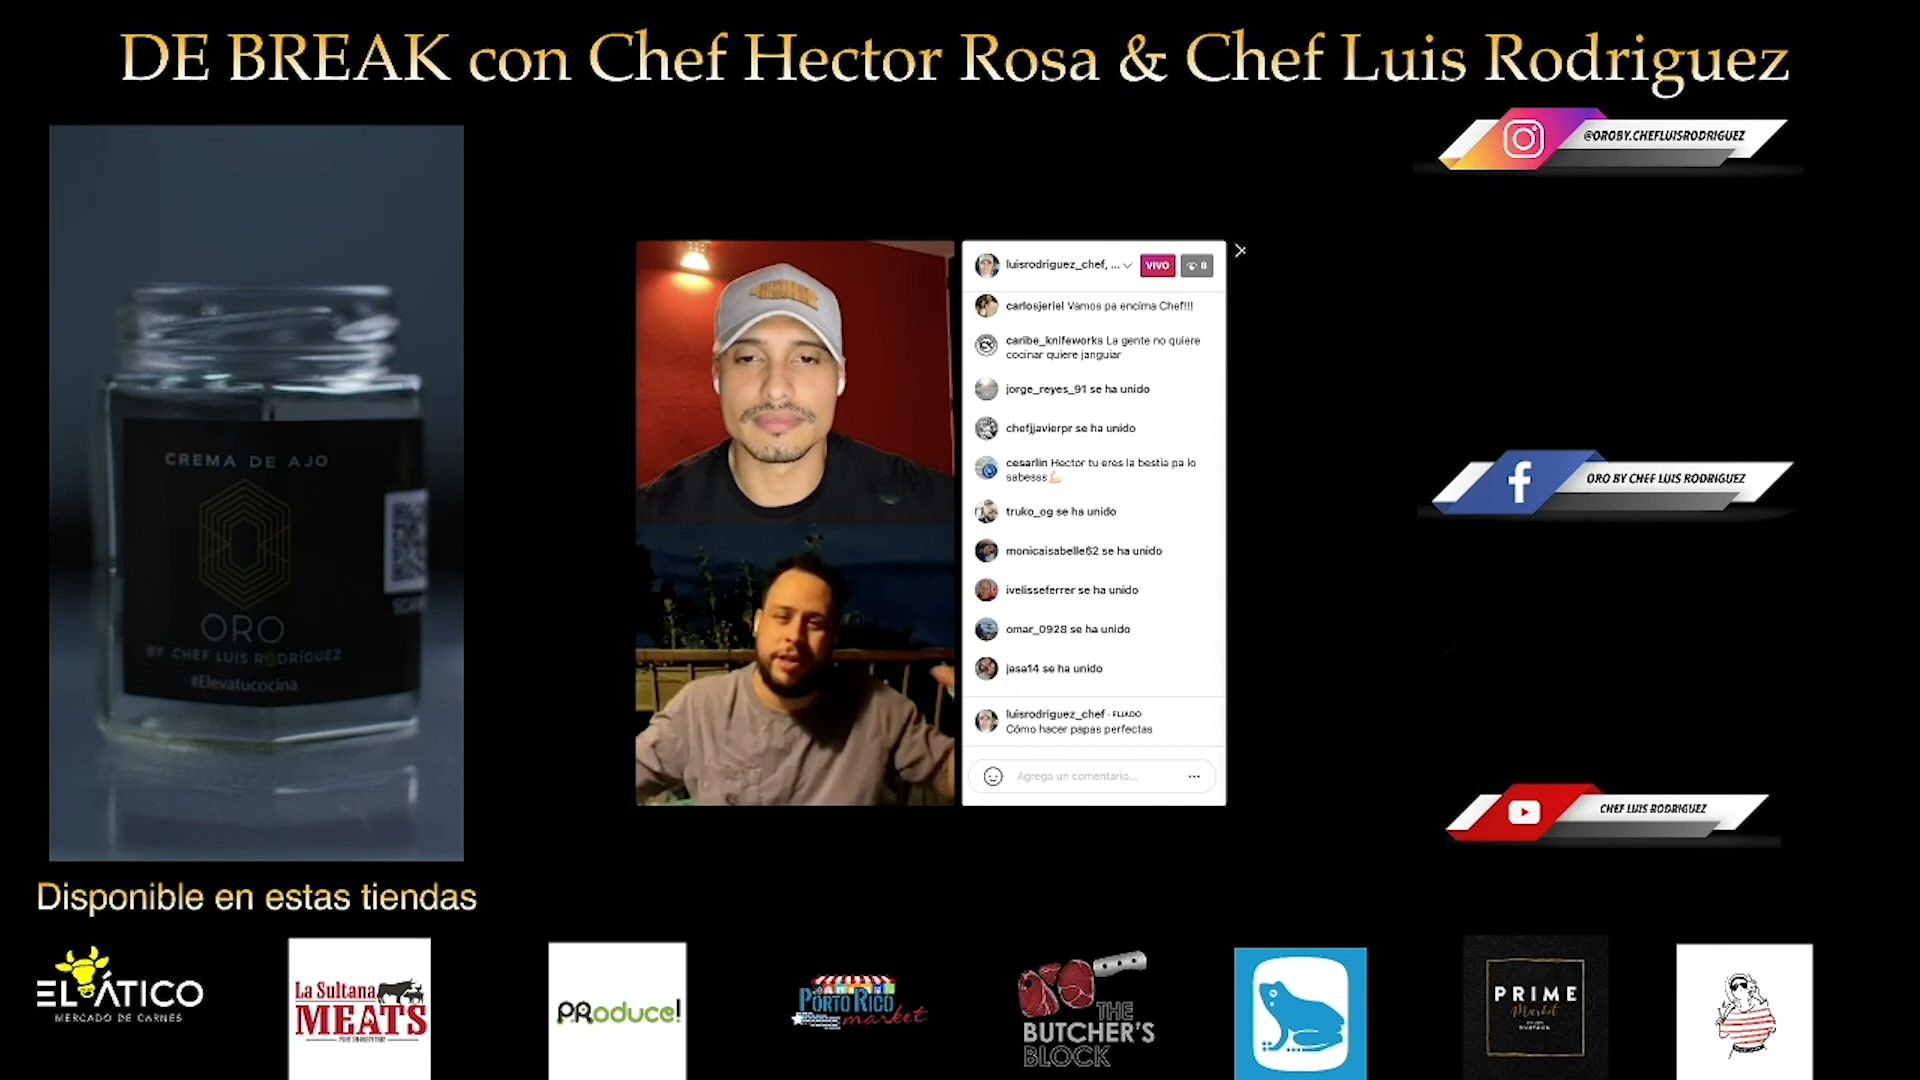 DE BREAK con Chef Hector Rosa & Chef Luis Rodriguez
@OROBY.CHEFLUISRODRIGUEZ
ORO BY CHEF LUIS RODRIGUEZ
CHEF LUIS RODRIGUEZ
CREMA DE AJO
ORO
BY CHEF LUIS RODRÍGUEZ
#Elevatucocina
luisrodriguez_chef, ...
VIVO
8
carlosjeriel Vamos pa encima Chef!!!
caribe_knifeworks La gente no quiere
cocinar quiere janguiar
jorge_reyes_91 se ha unido
chefjjavierpr se ha unido
cesarlin Hector tu eres la bestia pa lo
sabesss💪🏻
truko_og se ha unido
monicaisabelle62 se ha unido
ivelisseferrer se ha unido
omar_0928 se ha unido
jasa14 se ha unido
luisrodriguez_chef · FIJADO
Cómo hacer papas perfectas
Agrega un comentario...
Disponible en estas tiendas
EL ÁTICO
MERCADO DE CARNES
La Sultana
MEATS
PRoduce!
PORTO RICO
market
THE
BUTCHER'S
BLOCK
PRIME
Market